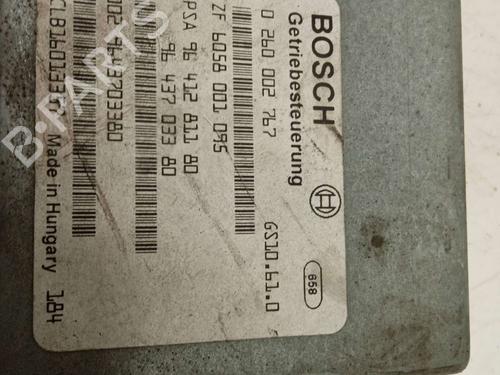 BOSCH
Getriebesteuerung
0 260 002 767
GS10.61.0
ZF 6058 001 095
PSA 96 412 811 80
96 437 033 80
Made in Hungary 184
658
B-PARTS